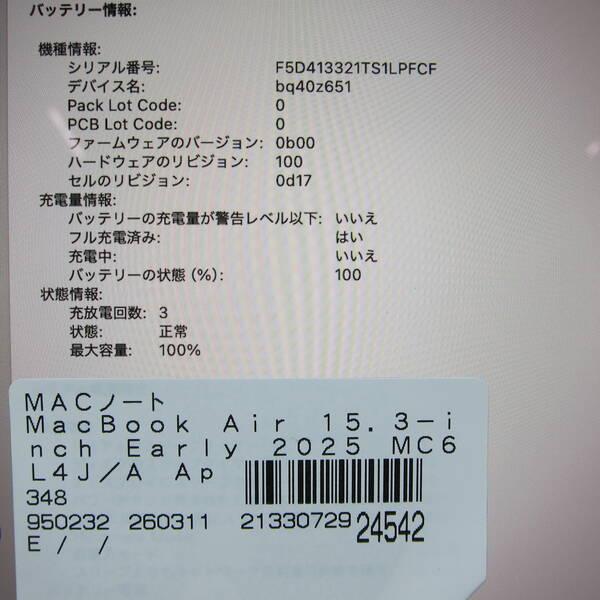 バッテリー情報:
機種情報:
シリアル番号: F5D413321TS1LPFCF
デバイス名: bq40z651
Pack Lot Code: 0
PCB Lot Code: 0
ファームウェアのバージョン: 0b00
ハードウェアのリビジョン: 100
セルのリビジョン: 0d17
充電量情報:
バッテリーの充電量が警告レベル以下: いいえ
フル充電済み: はい
充電中: いいえ
バッテリーの状態 (%): 100
状態情報:
充放電回数: 3
状態: 正常
最大容量: 100%
MACノート
MacBook Air 15.3-i
nch Early 2025 MC6
L4J/A Ap
348
950232 260311 21330729 24542
E / /